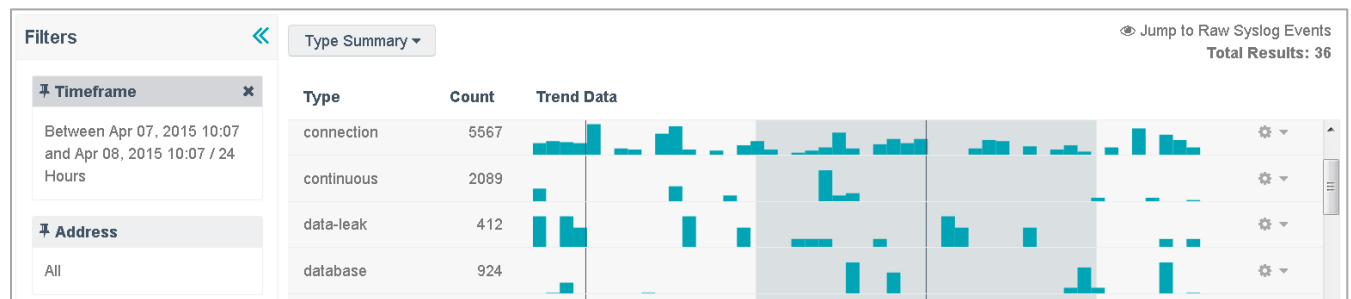 Filters
Type Summary
Jump to Raw Syslog Events
Total Results: 36
Timeframe
Between Apr 07, 2015 10:07
and Apr 08, 2015 10:07 / 24
Hours
Address
All
Type Count Trend Data
connection 5567
continuous 2089
data-leak 412
database 924